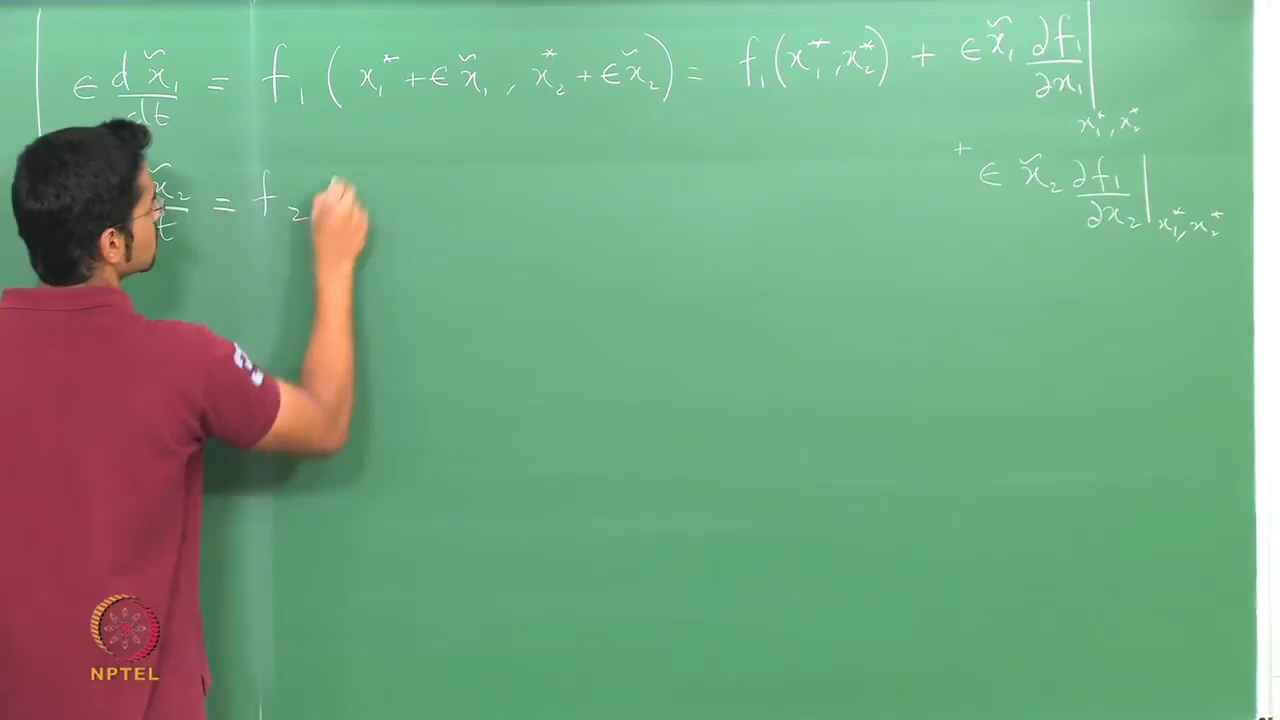 ϵ dx̃₁/dt = f₁ (x₁* + ϵx̃₁, x₂* + ϵx̃₂) = f₁(x₁*, x₂*) + ϵx̃₁ ∂f₁/∂x₁ |x₁*, x₂*
+ ϵ x̃₂ ∂f₁/∂x₂ |x₁*, x₂*
x̃₂/t = f₂
NPTEL